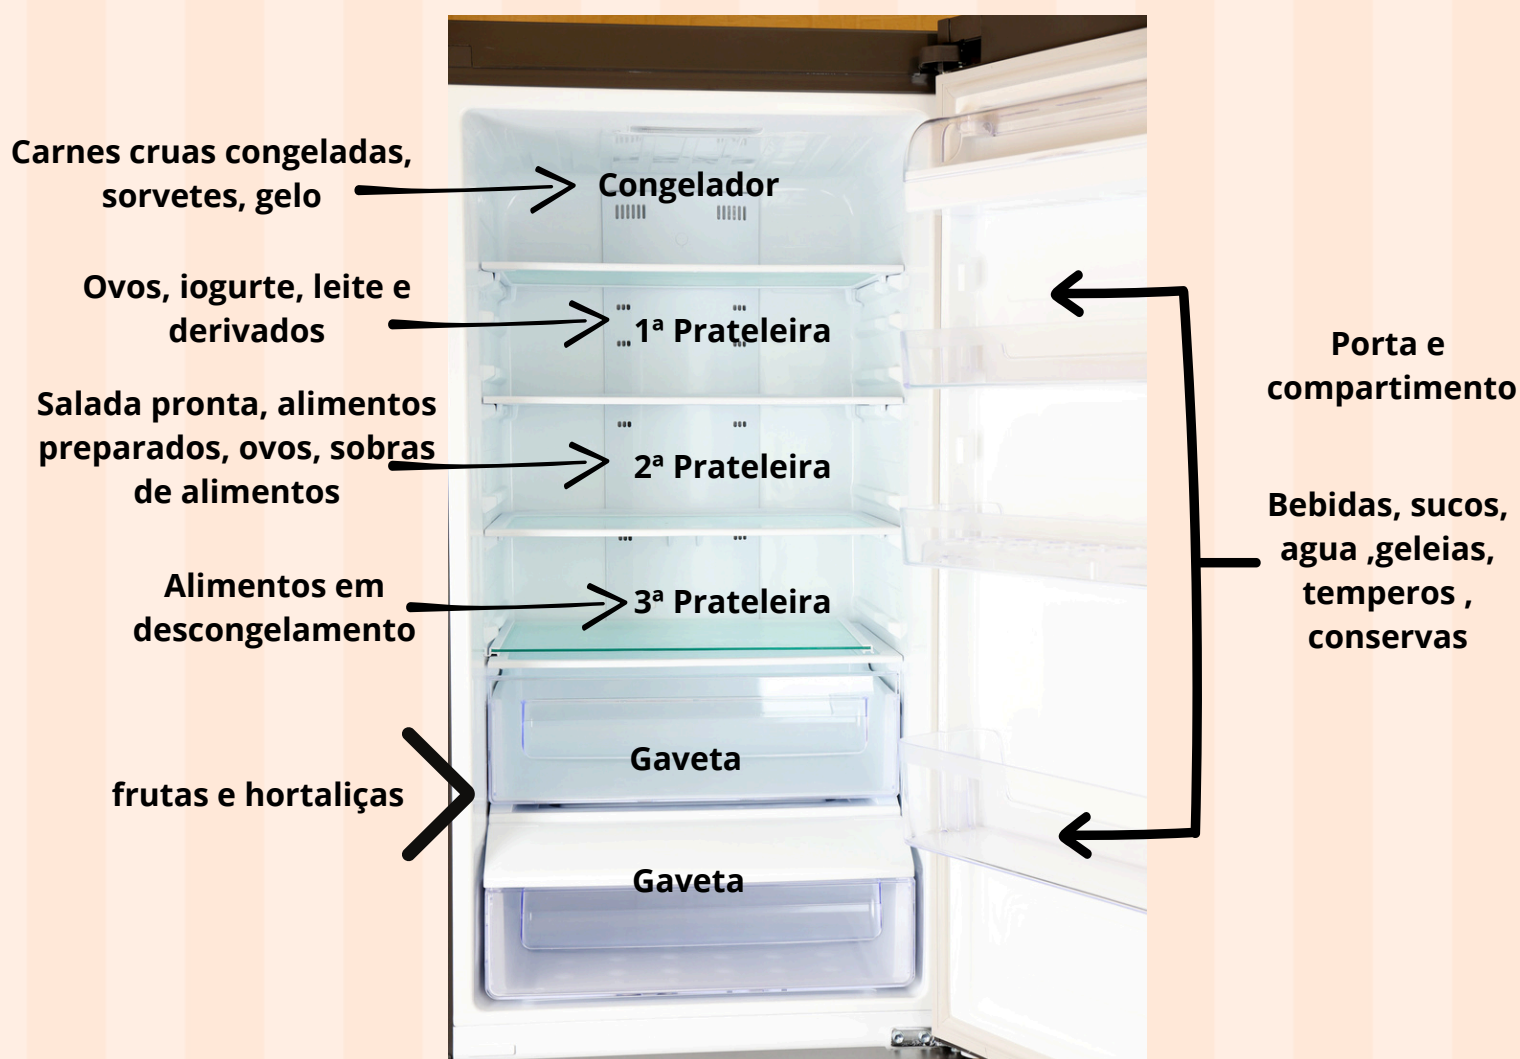 Carnes cruas congeladas,
sorvetes, gelo
Congelador
Ovos, iogurte, leite e
derivados
1ª Prateleira
Salada pronta, alimentos
preparados, ovos, sobras
de alimentos
2ª Prateleira
Alimentos em
descongelamento
3ª Prateleira
frutas e hortaliças
Gaveta
Gaveta
Porta e
compartimento
Bebidas, sucos,
agua ,geleias,
temperos ,
conservas